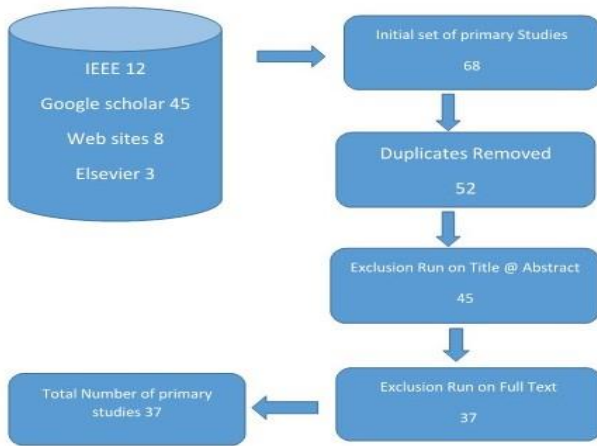 IEEE 12
Google scholar 45
Web sites 8
Elsevier 3
Initial set of primary Studies
68
Duplicates Removed
52
Exclusion Run on Title @ Abstract
45
Exclusion Run on Full Text
37
Total Number of primary
studies 37